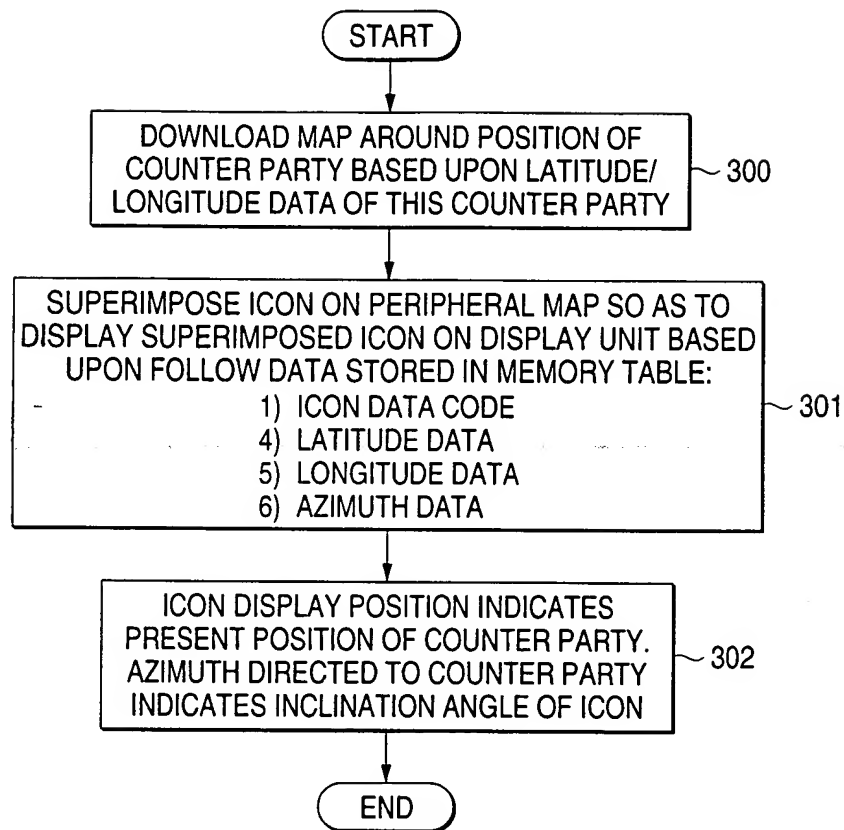 START
DOWNLOAD MAP AROUND POSITION OF
COUNTER PARTY BASED UPON LATITUDE/
LONGITUDE DATA OF THIS COUNTER PARTY
300
SUPERIMPOSE ICON ON PERIPHERAL MAP SO AS TO
DISPLAY SUPERIMPOSED ICON ON DISPLAY UNIT BASED
UPON FOLLOW DATA STORED IN MEMORY TABLE:
1) ICON DATA CODE
4) LATITUDE DATA
5) LONGITUDE DATA
6) AZIMUTH DATA
301
ICON DISPLAY POSITION INDICATES
PRESENT POSITION OF COUNTER PARTY.
AZIMUTH DIRECTED TO COUNTER PARTY
INDICATES INCLINATION ANGLE OF ICON
302
END